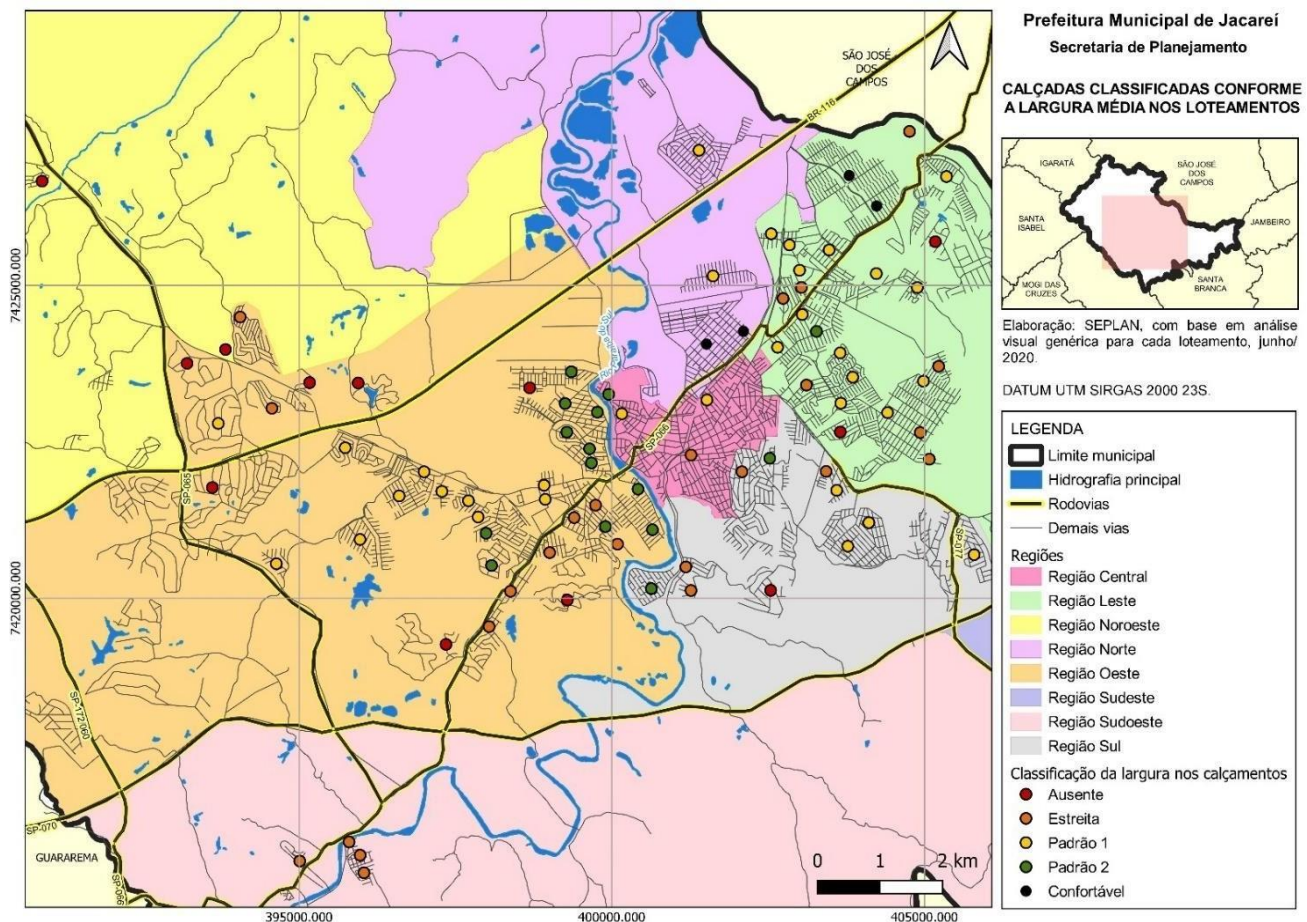 Prefeitura Municipal de Jacareí
Secretaria de Planejamento
CALÇADAS CLASSIFICADAS CONFORME
A LARGURA MÉDIA NOS LOTEAMENTOS
IGARATÁ
SÃO JOSÉ
DOS
CAMPOS
SANTA
ISABEL
JAMBEIRO
MOGI DAS
CRUZES
SANTA
BRANCA
Elaboração: SEPLAN, com base em análise
visual genérica para cada loteamento, junho/
2020.
DATUM UTM SIRGAS 2000 23S.
LEGENDA
Limite municipal
Hidrografia principal
Rodovias
Demais vias
Regiões
Região Central
Região Leste
Região Noroeste
Região Norte
Região Oeste
Região Sudeste
Região Sudoeste
Região Sul
Classificação da largura nos calçamentos
Ausente
Estreita
Padrão 1
Padrão 2
Confortável
SÃO JOSÉ
DOS
CAMPOS
BR-116
Rio Paraíba do Sul
SP-066
SP-065
SP-077
SP-172/060
SP-070
GUARAREMA
SP-066
0 1 2 km
7425000.000
7420000.000
395000.000
400000.000
405000.000